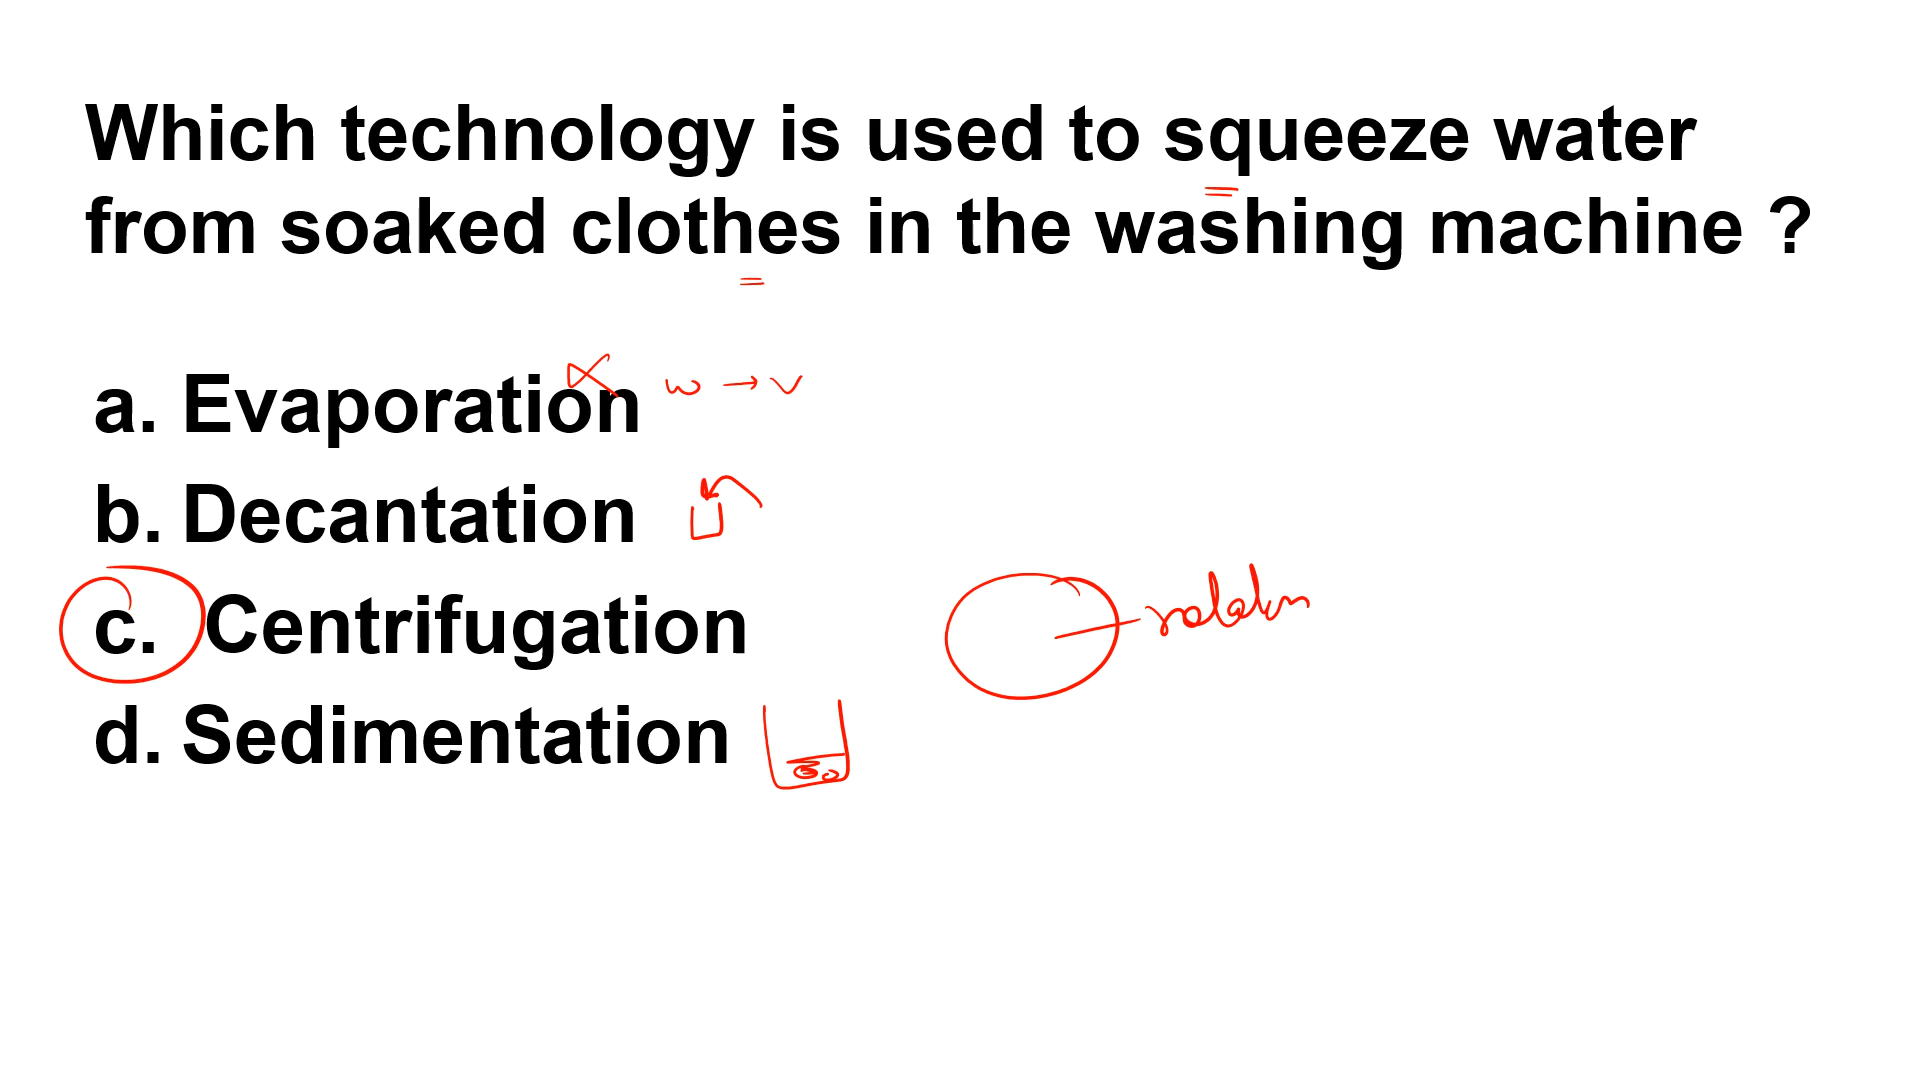 Which technology is used to squeeze water
from soaked clothes in the washing machine ?
a. Evaporation w → v
b. Decantation
c. Centrifugation
d. Sedimentation